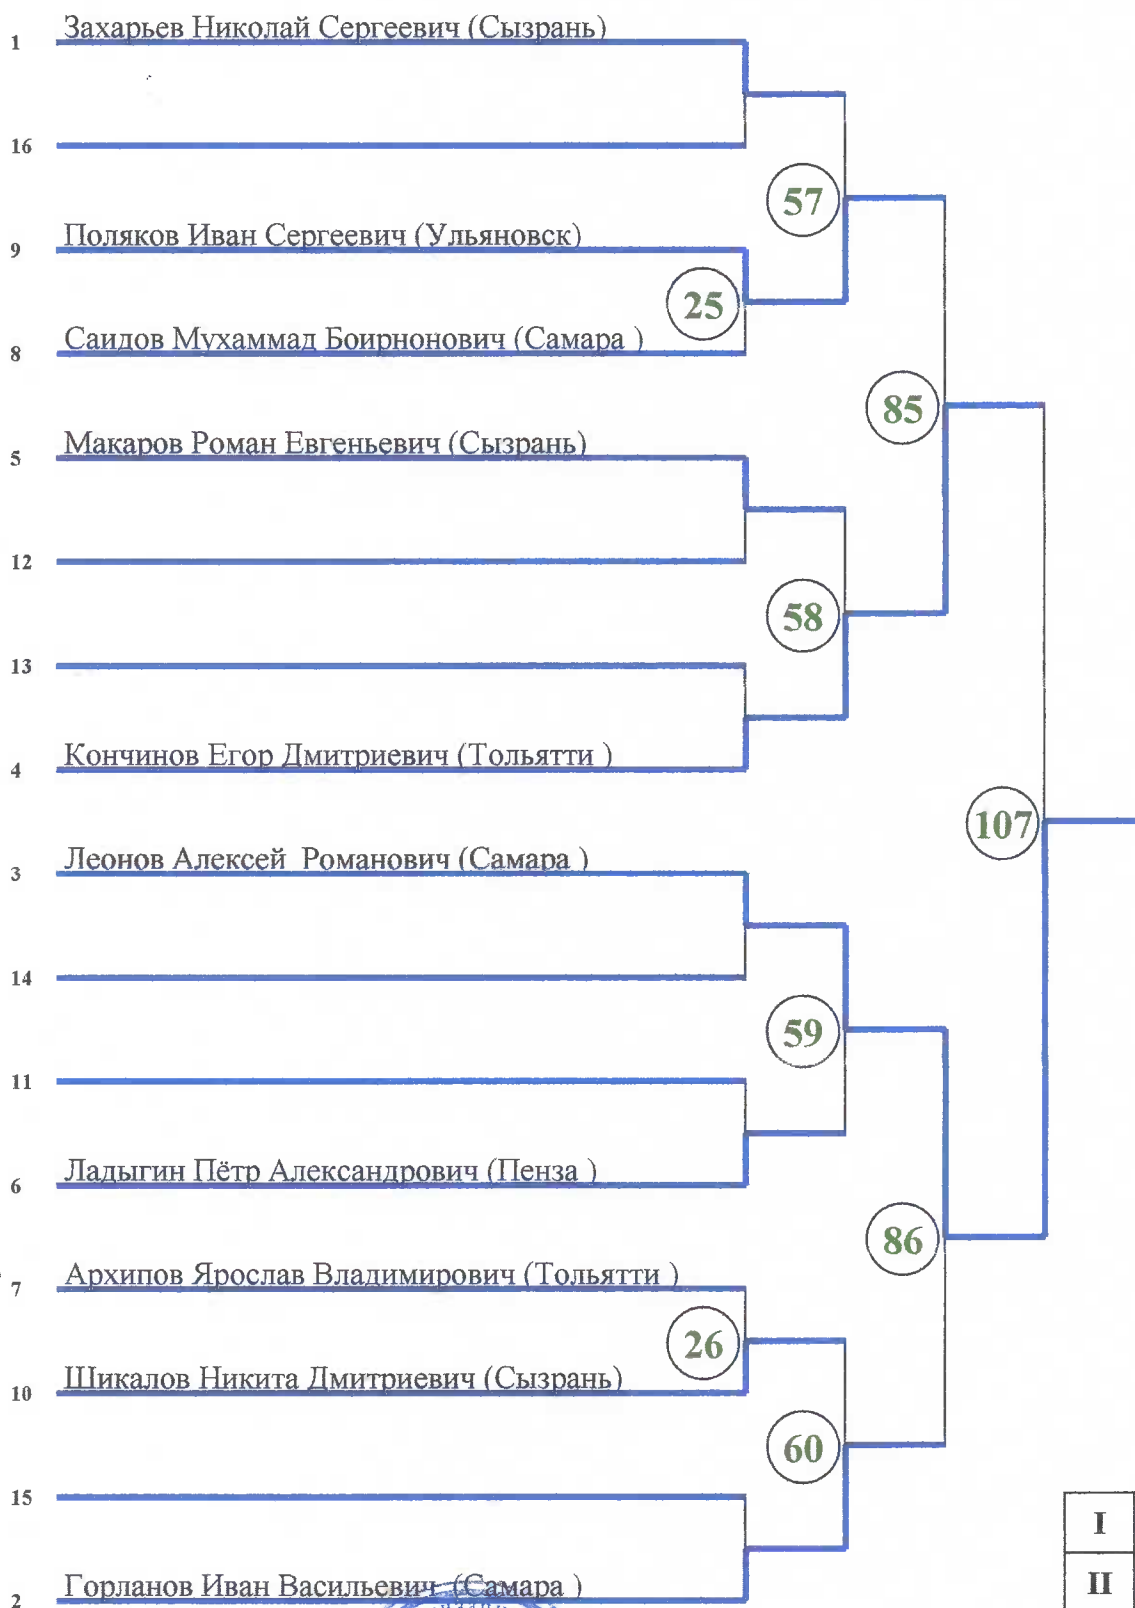 Захарьев Николай Сергеевич (Сызрань)
1
16
57
Поляков Иван Сергеевич (Ульяновск)
9
25
Саидов Мухаммад Боирнонович (Самара )
8
85
Макаров Роман Евгеньевич (Сызрань)
5
12
58
13
Кончинов Егор Дмитриевич (Тольятти )
4
107
Леонов Алексей  Романович (Самара )
3
14
59
11
Ладыгин Пётр Александрович (Пенза )
6
86
Архипов Ярослав Владимирович (Тольятти )
7
26
Шикалов Никита Дмитриевич (Сызрань)
10
60
15
I
Горланов Иван Васильевич  (Самара )
2
II